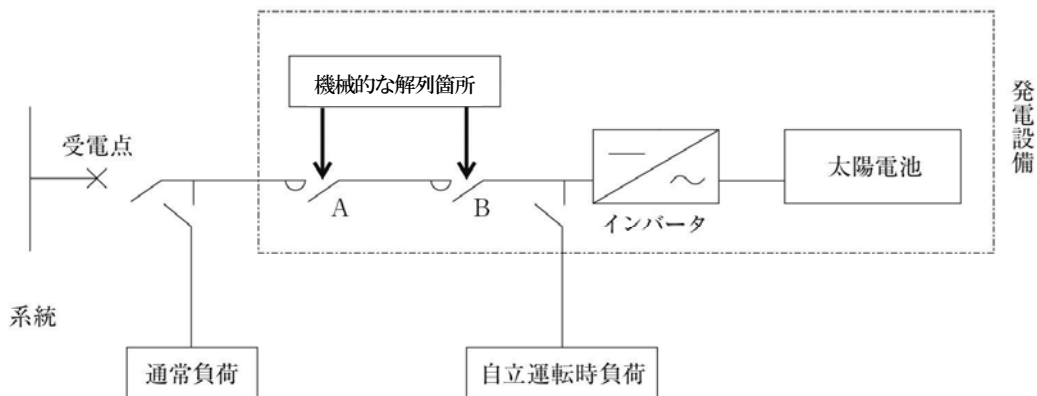 機械的な解列箇所
発電設備
受電点
太陽電池
A
B
インバータ
系統
通常負荷
自立運転時負荷